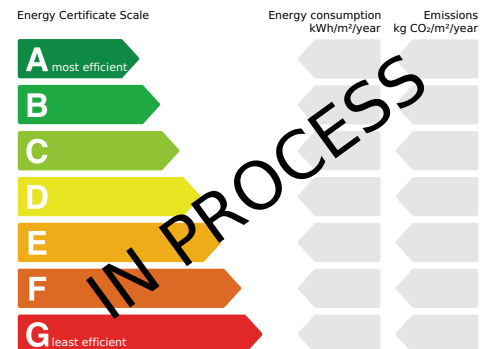 Energy Certificate Scale
Energy consumption
kWh/m²/year
Emissions
kg CO₂/m²/year
A most efficient
B
C
D
E
F
G least efficient
IN PROCESS